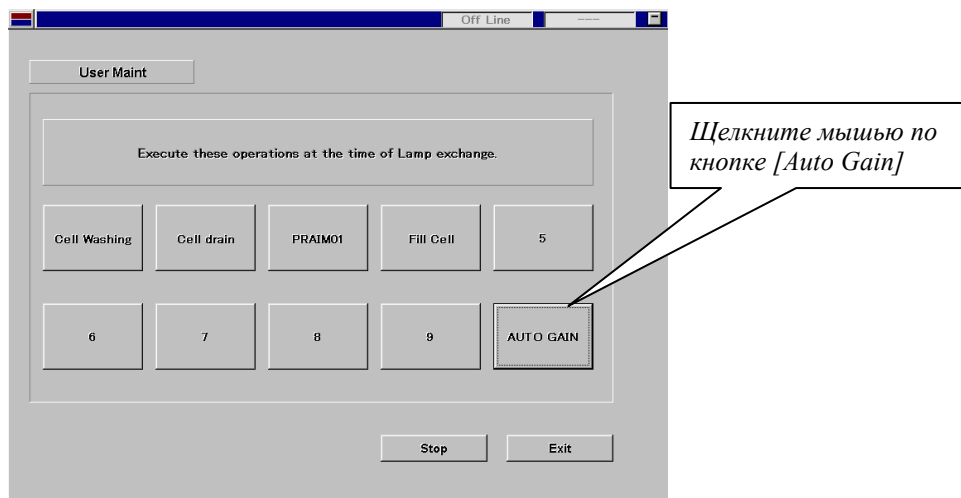 Off Line ---
User Maint
Щелкните мышью по
кнопке [Auto Gain]
Execute these operations at the time of Lamp exchange.
Cell Washing Cell drain PRAIM01 Fill Cell 5
6 7 8 9 AUTO GAIN
Stop Exit